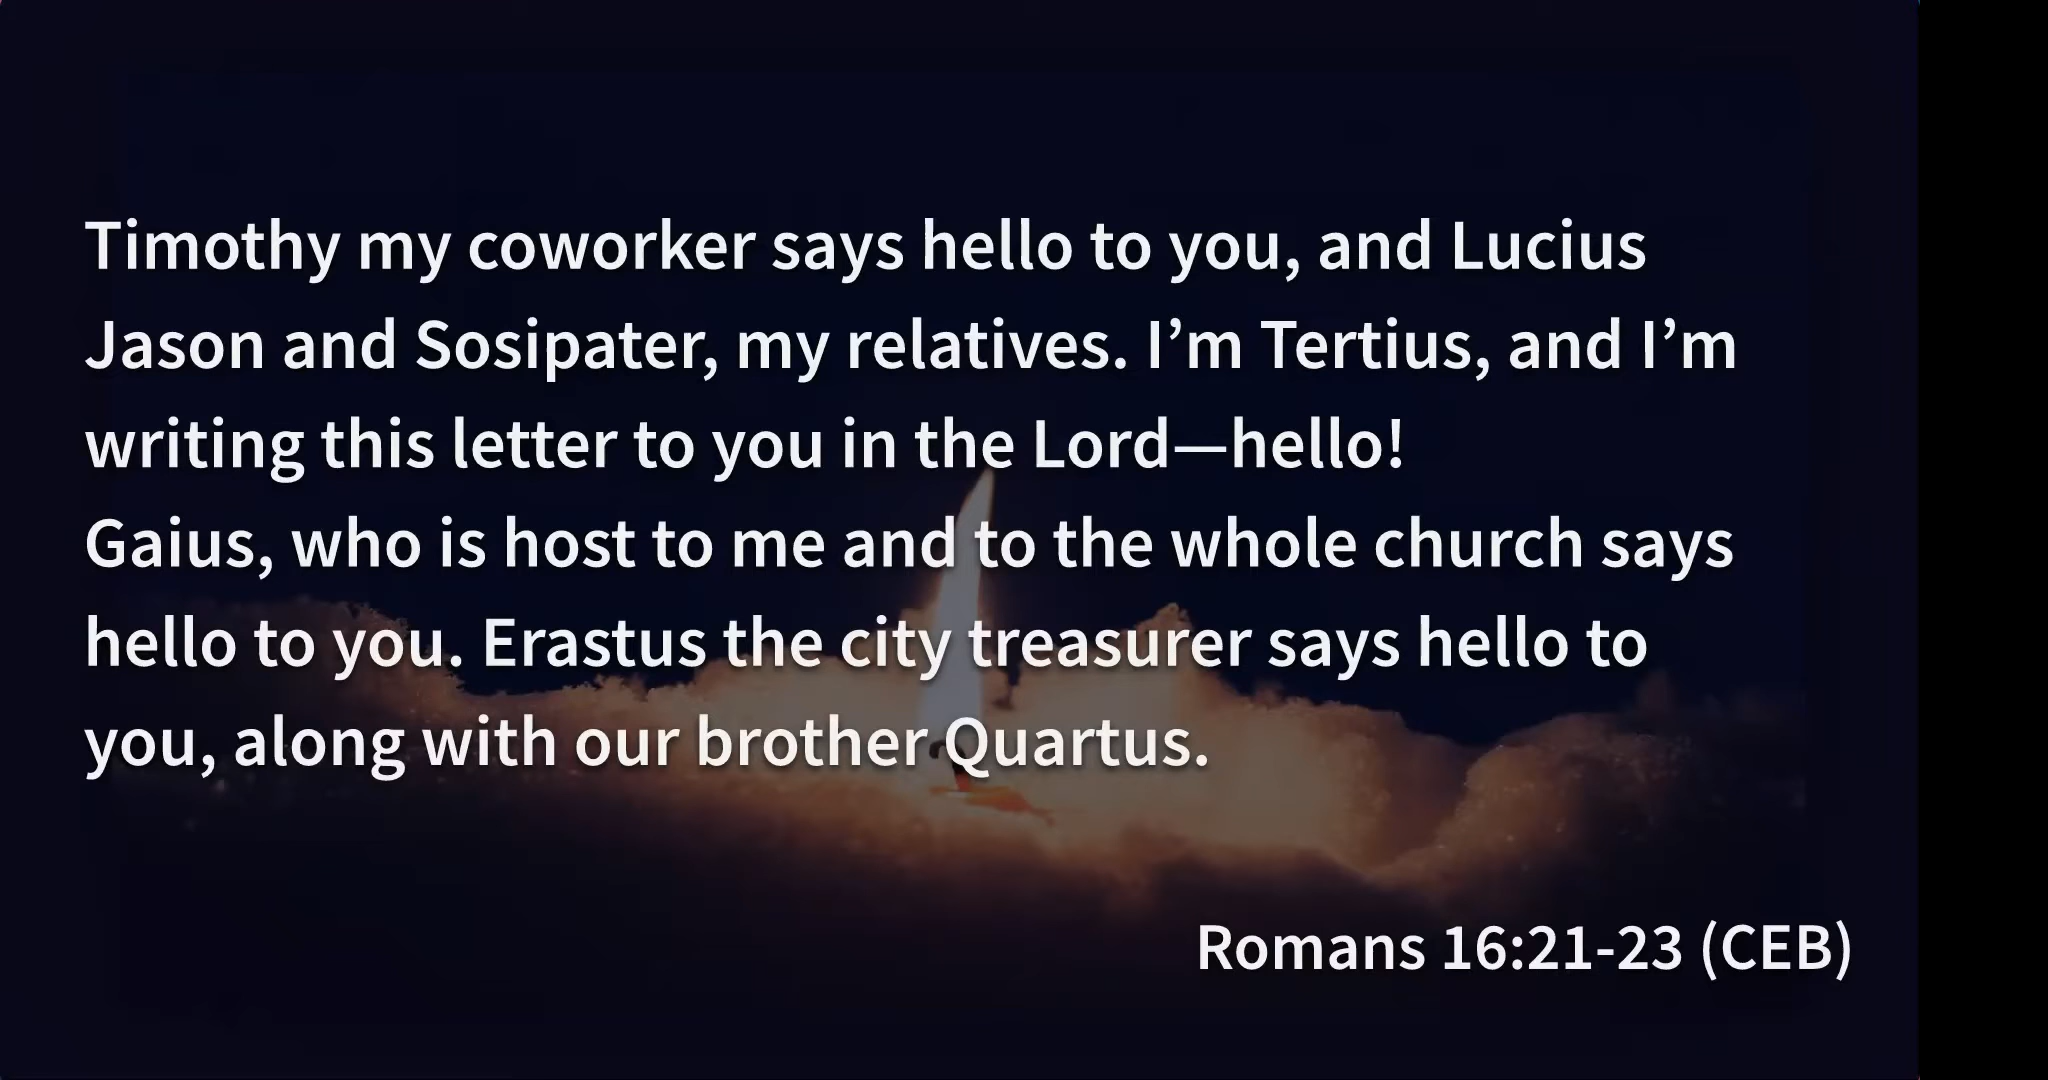 Timothy my coworker says hello to you, and Lucius
Jason and Sosipater, my relatives. I’m Tertius, and I’m
writing this letter to you in the Lord—hello!
Gaius, who is host to me and to the whole church says
hello to you. Erastus the city treasurer says hello to
you, along with our brother Quartus.
Romans 16:21-23 (CEB)